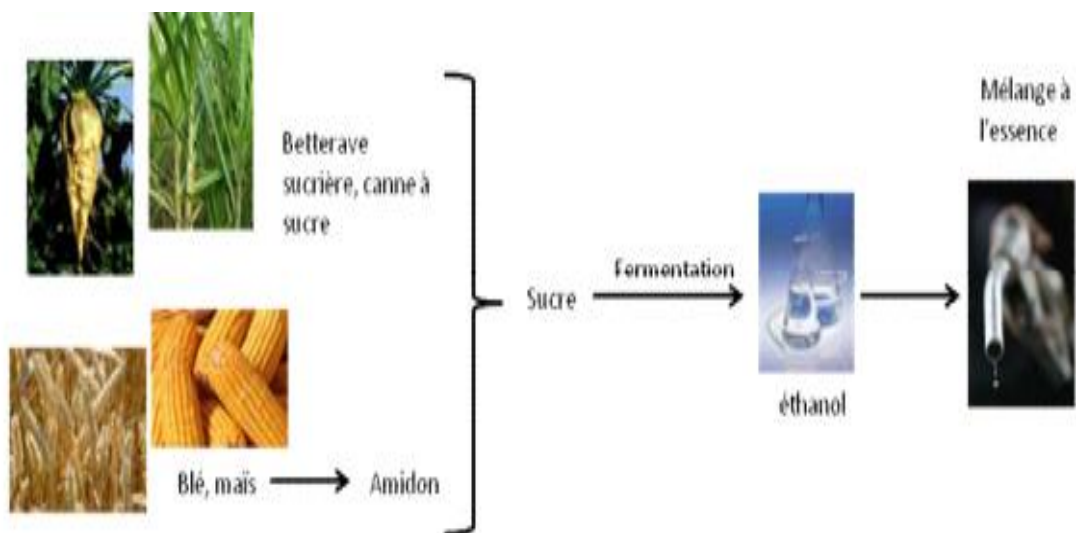 Betterave
sucrière, canne à
sucre
Blé, maïs
Amidon
Sucre
Fermentation
éthanol
Mélange à
l'essence